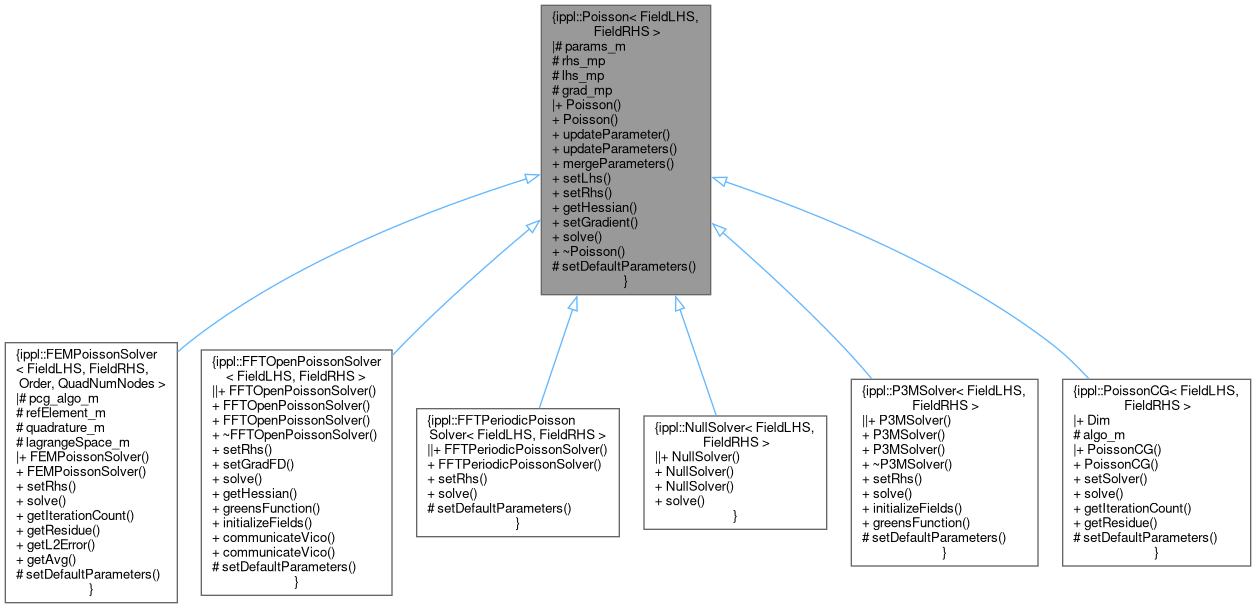 {ippl::Poisson< FieldLHS,
FieldRHS >
|# params_m
# rhs_mp
# lhs_mp
# grad_mp
|+ Poisson()
+ Poisson()
+ updateParameter()
+ updateParameters()
+ mergeParameters()
+ setLhs()
+ setRhs()
+ getHessian()
+ setGradient()
+ solve()
+ ~Poisson()
# setDefaultParameters()
}
{ippl::FEMPoissonSolver
< FieldLHS, FieldRHS,
Order, QuadNumNodes >
|# pcg_algo_m
# refElement_m
# quadrature_m
# lagrangeSpace_m
|+ FEMPoissonSolver()
+ FEMPoissonSolver()
+ setRhs()
+ solve()
+ getIterationCount()
+ getResidue()
+ getL2Error()
+ getAvg()
# setDefaultParameters()
}
{ippl::FFTOpenPoissonSolver
< FieldLHS, FieldRHS >
||+ FFTOpenPoissonSolver()
+ FFTOpenPoissonSolver()
+ FFTOpenPoissonSolver()
+ ~FFTOpenPoissonSolver()
+ setRhs()
+ setGradFD()
+ solve()
+ getHessian()
+ greensFunction()
+ initializeFields()
+ communicateVico()
+ communicateVico()
# setDefaultParameters()
}
{ippl::FFTPeriodicPoisson
Solver< FieldLHS, FieldRHS >
||+ FFTPeriodicPoissonSolver()
+ FFTPeriodicPoissonSolver()
+ setRhs()
+ solve()
# setDefaultParameters()
}
{ippl::NullSolver< FieldLHS,
FieldRHS >
||+ NullSolver()
+ NullSolver()
+ NullSolver()
+ solve()
}
{ippl::P3MSolver< FieldLHS,
FieldRHS >
||+ P3MSolver()
+ P3MSolver()
+ P3MSolver()
+ ~P3MSolver()
+ setRhs()
+ solve()
+ initializeFields()
+ greensFunction()
# setDefaultParameters()
}
{ippl::PoissonCG< FieldLHS,
FieldRHS >
|+ Dim
# algo_m
|+ PoissonCG()
+ PoissonCG()
+ setSolver()
+ solve()
+ getIterationCount()
+ getResidue()
# setDefaultParameters()
}